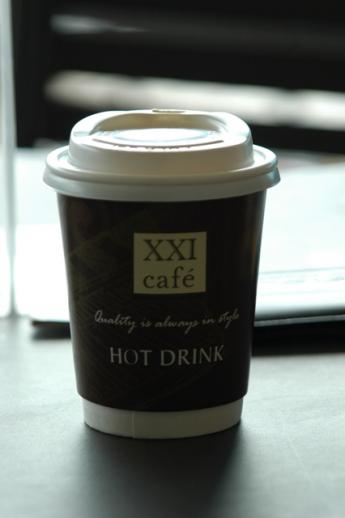 XXI
café
Quality is always in style
HOT DRINK